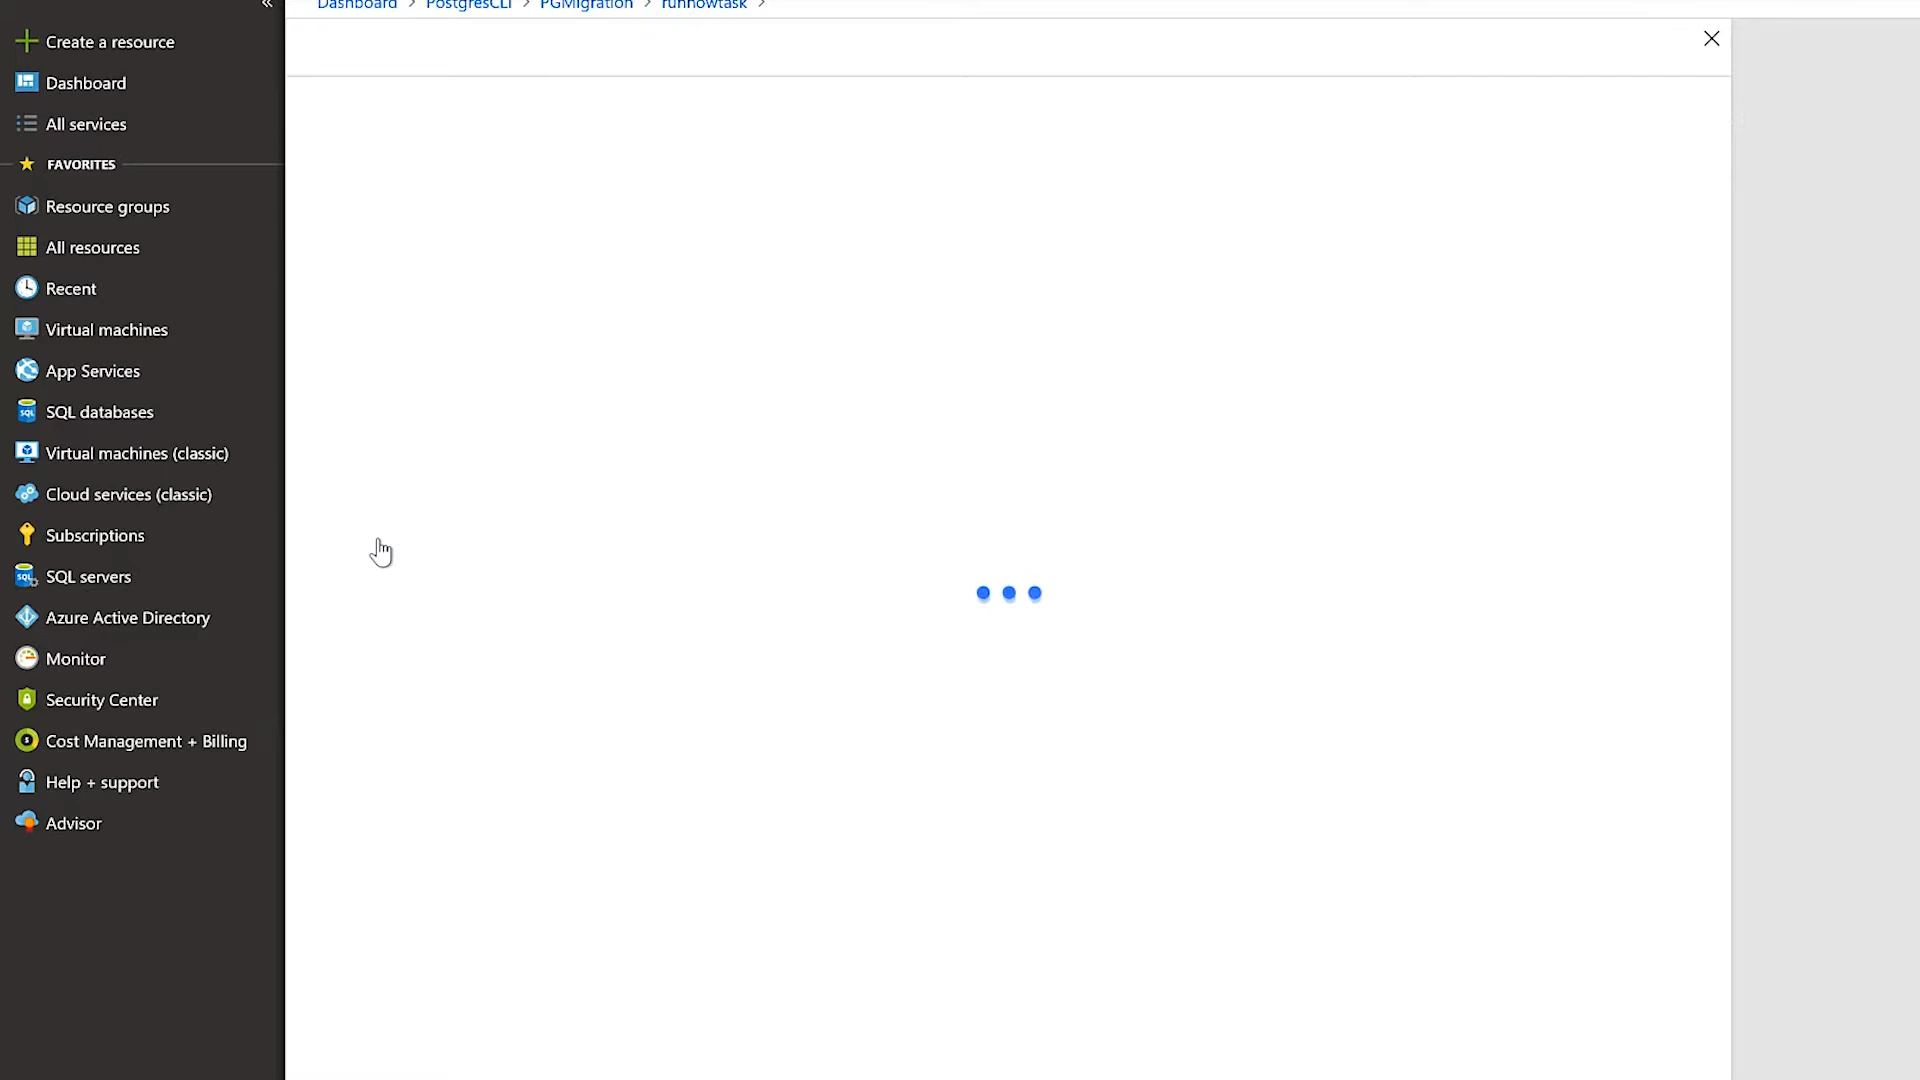 Dashboard > PostgresCLI > PGMigration > runnowtask >
«
Create a resource
Dashboard
All services
FAVORITES
Resource groups
All resources
Recent
Virtual machines
App Services
SQL databases
Virtual machines (classic)
Cloud services (classic)
Subscriptions
SQL servers
Azure Active Directory
Monitor
Security Center
Cost Management + Billing
Help + support
Advisor